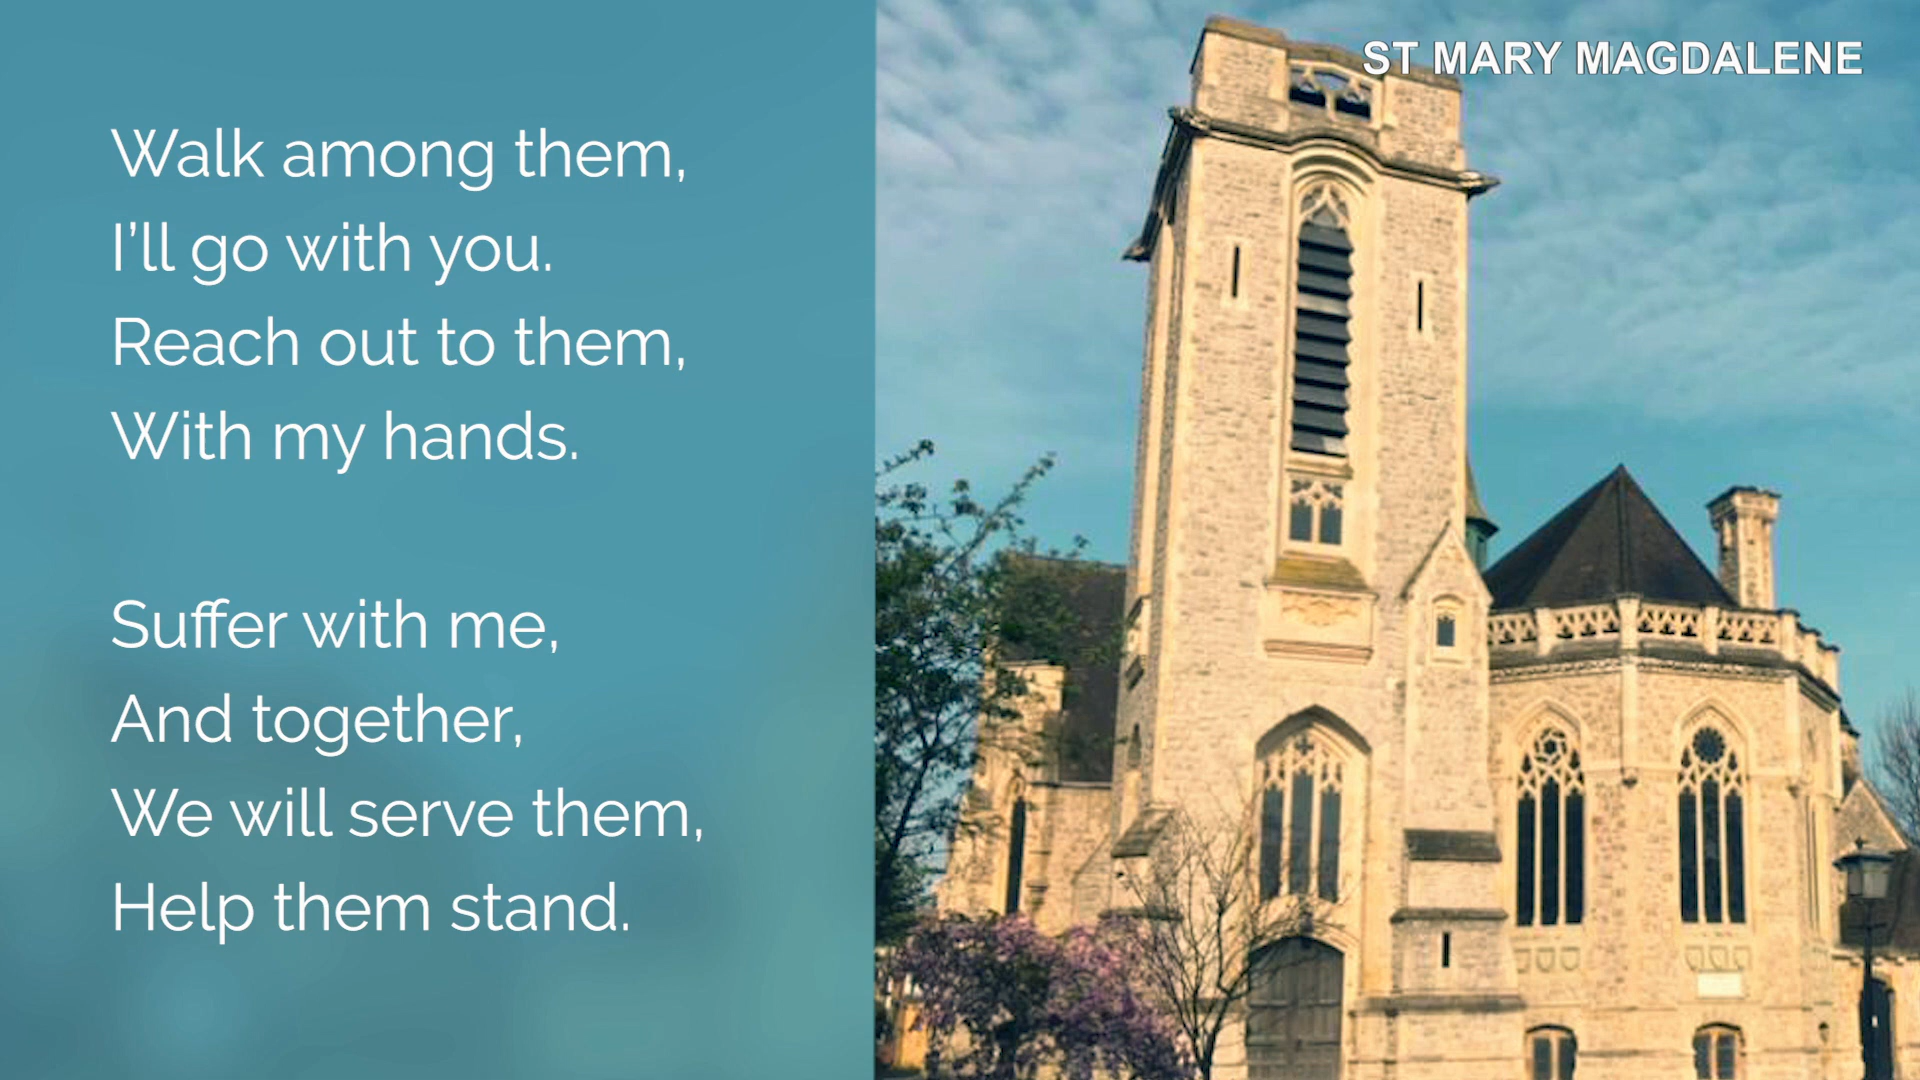 ST MARY MAGDALENE
Walk among them,
I’ll go with you.
Reach out to them,
With my hands.
Suffer with me,
And together,
We will serve them,
Help them stand.